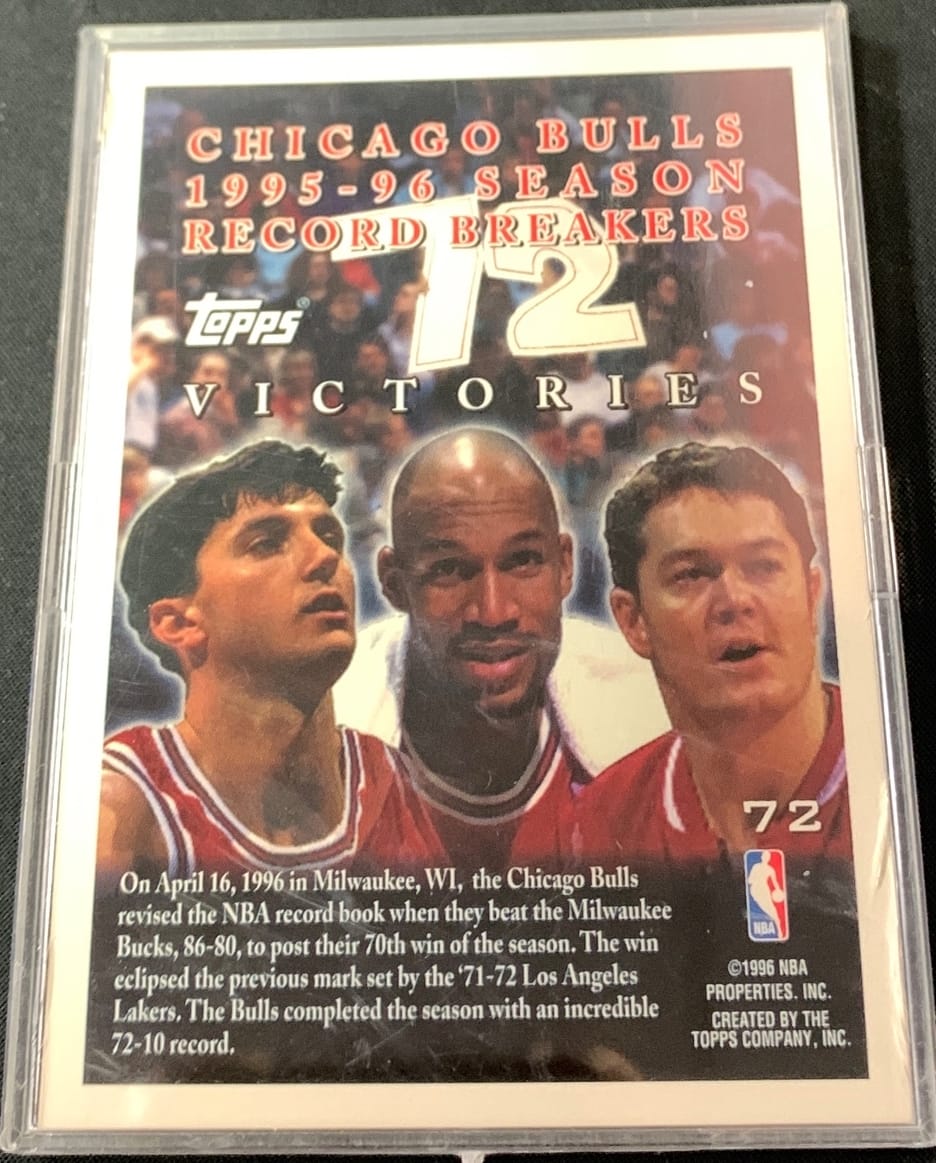 CHICAGO BULLS
1995-96 SEASON
RECORD BREAKERS
72
Topps®
VICTORIES
72
On April 16, 1996 in Milwaukee, WI, the Chicago Bulls
revised the NBA record book when they beat the Milwaukee
Bucks, 86-80, to post their 70th win of the season. The win
eclipsed the previous mark set by the '71-72 Los Angeles
Lakers. The Bulls completed the season with an incredible
72-10 record.
NBA
©1996 NBA
PROPERTIES. INC.
CREATED BY THE
TOPPS COMPANY, INC.